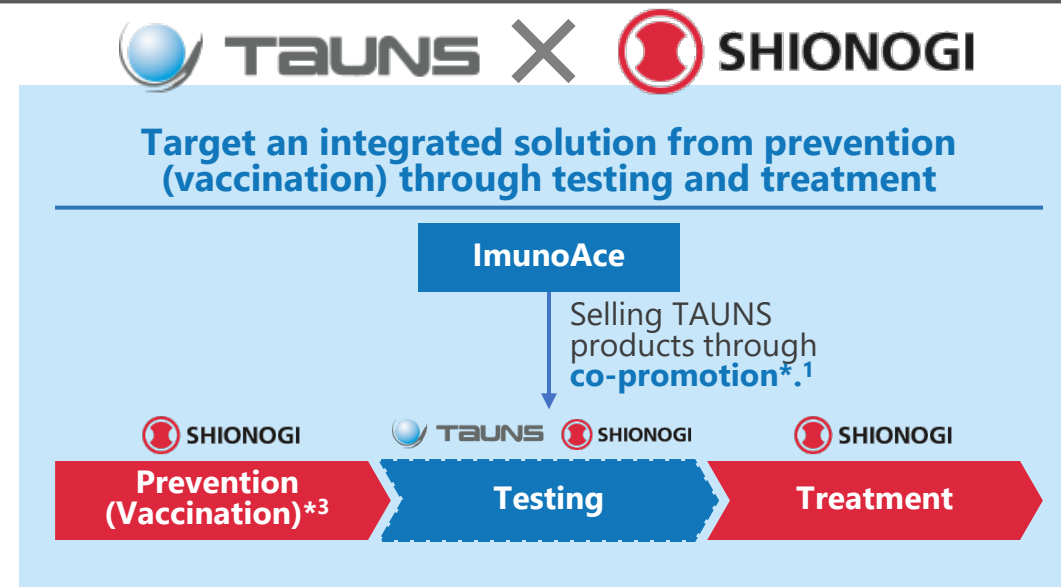 TAUNS X SHIONOGI
Target an integrated solution from prevention
(vaccination) through testing and treatment
ImunoAce
Selling TAUNS
products through
co-promotion*.1
SHIONOGI
TAUNS SHIONOGI
SHIONOGI
Prevention
(Vaccination)*3
Testing
Treatment